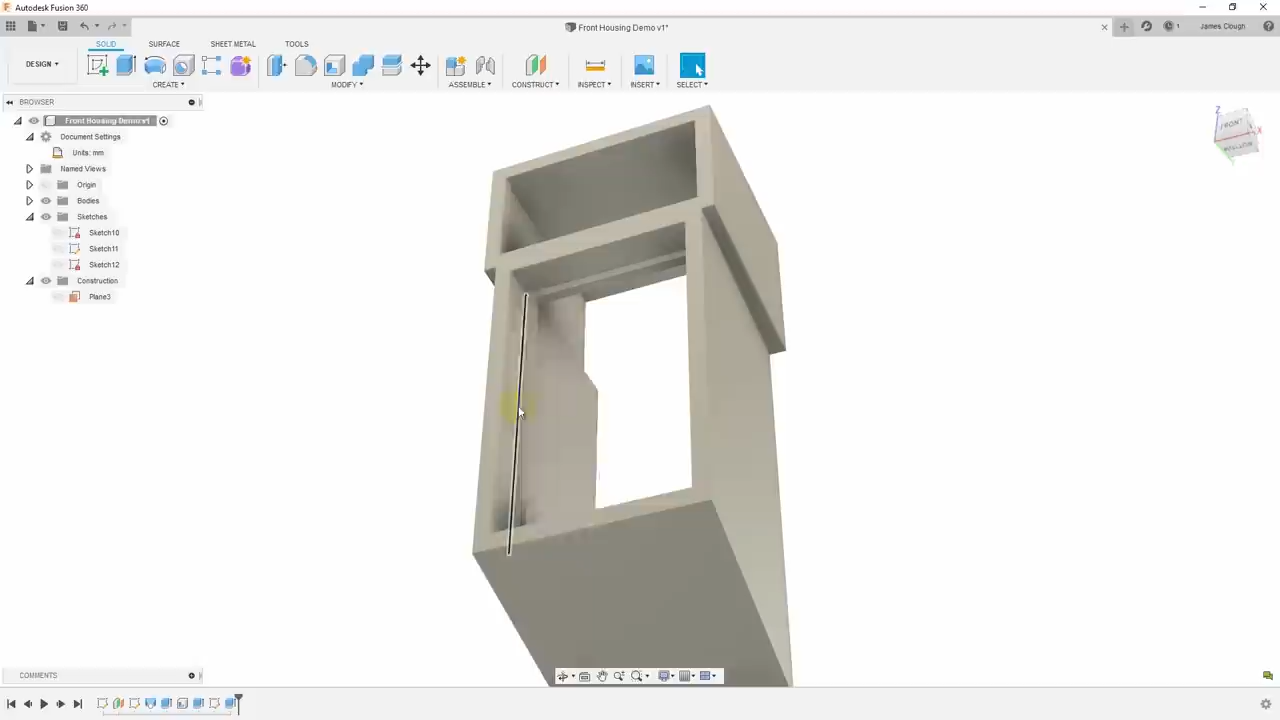 Autodesk Fusion 360
Front Housing Demo v1*
1
James Clough
DESIGN
SOLID
SURFACE
SHEET METAL
TOOLS
CREATE
MODIFY
ASSEMBLE
CONSTRUCT
INSPECT
INSERT
SELECT
BROWSER
Front Housing Demo v1
Document Settings
Units: mm
Named Views
Origin
Bodies
Sketches
Sketch10
Sketch11
Sketch12
Construction
Plane3
Z
FRONT
X
BOTTOM
COMMENTS